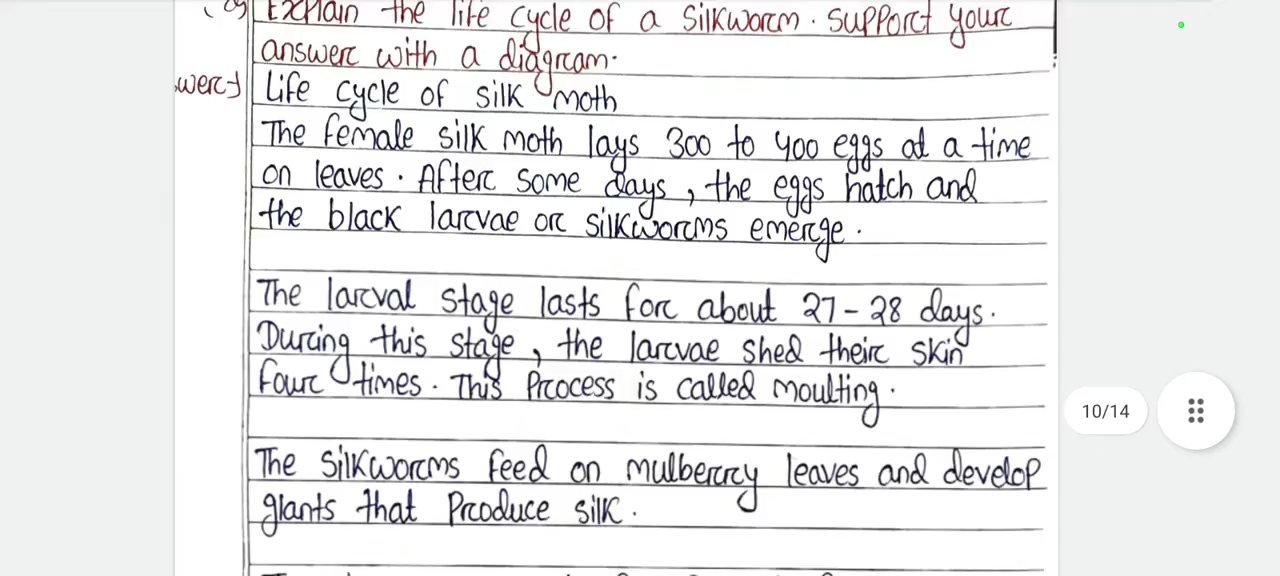 Explain the life cycle of a silkworm. Support your
answer with a diagram.
Life cycle of silk moth
The female silk moth lays 300 to 400 eggs at a time
on leaves. After some days, the eggs hatch and
the black larvae or silkworms emerge.
The larval stage lasts for about 27-28 days.
During this stage, the larvae shed their skin
four times. This Process is called moulting.
The silkworms feed on mulberry leaves and develop
glants that Produce silk.
10/14